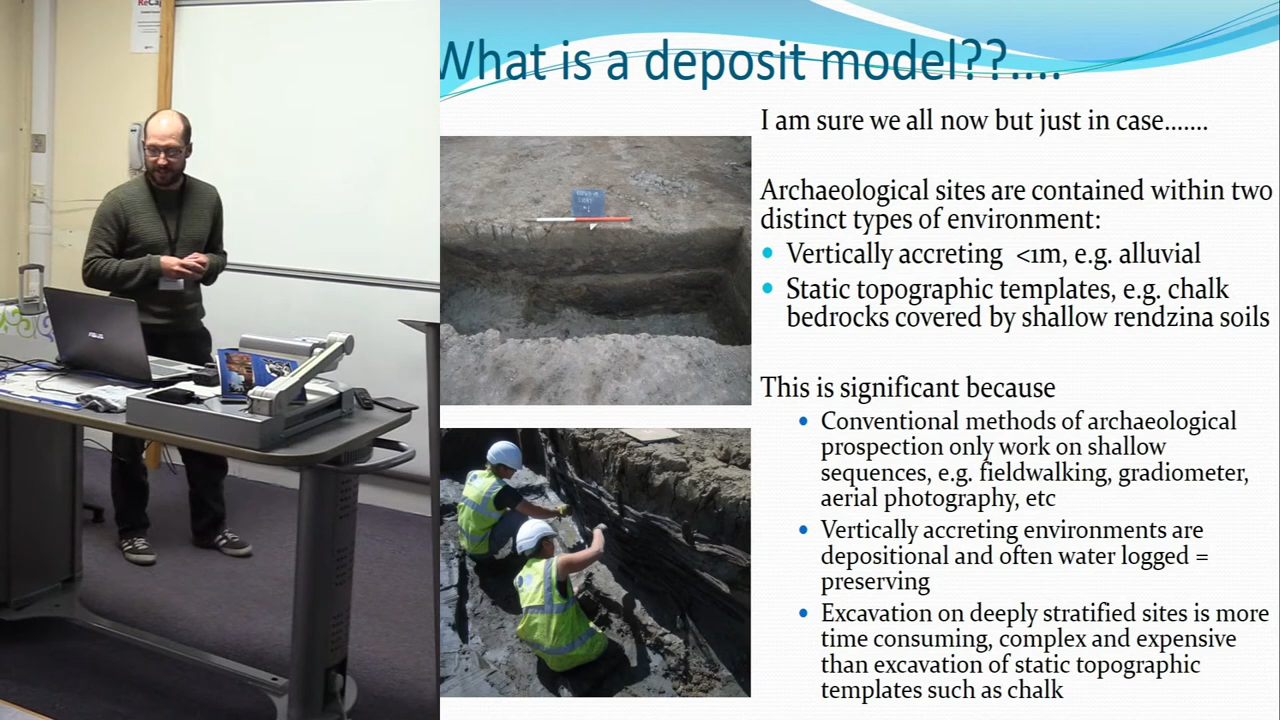 ReCap
What is a deposit model??....
I am sure we all now but just in case.......
Archaeological sites are contained within two
distinct types of environment:
Vertically accreting <1m, e.g. alluvial
Static topographic templates, e.g. chalk
bedrocks covered by shallow rendzina soils
This is significant because
Conventional methods of archaeological
prospection only work on shallow
sequences, e.g. fieldwalking, gradiometer,
aerial photography, etc
Vertically accreting environments are
depositional and often water logged =
preserving
Excavation on deeply stratified sites is more
time consuming, complex and expensive
than excavation of static topographic
templates such as chalk
ASUS